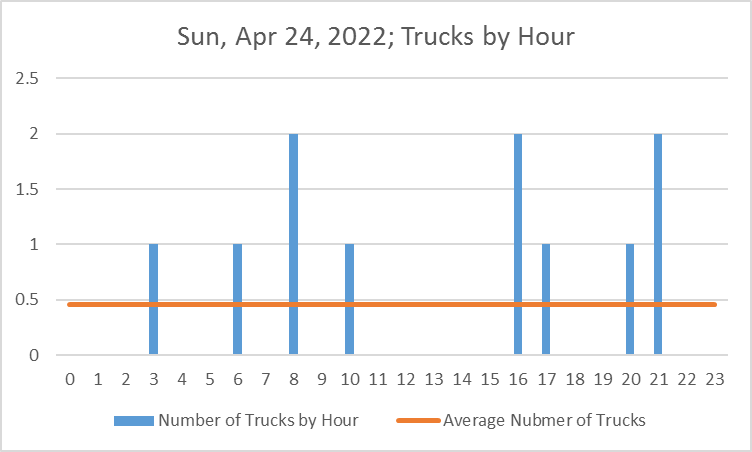 Sun, Apr 24, 2022; Trucks by Hour
2.5
2
1.5
1
0.5
0
0 1 2 3 4 5 6 7 8 9 10 11 12 13 14 15 16 17 18 19 20 21 22 23
Number of Trucks by Hour Average Nubmer of Trucks